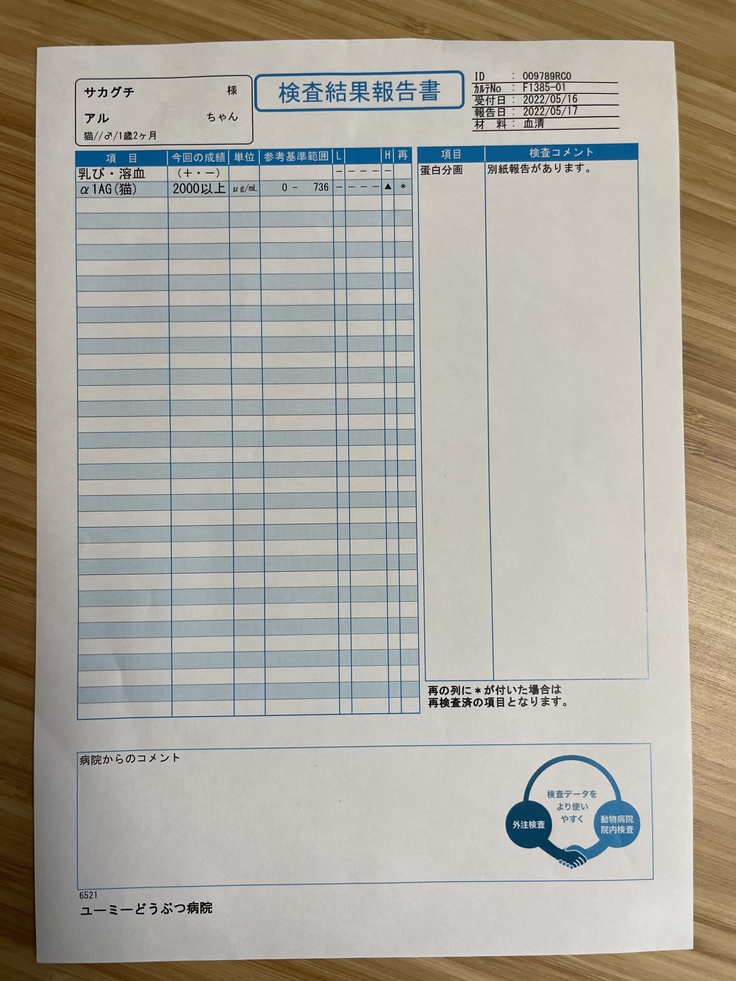 サカグチ 様
アル ちゃん
猫//♂/1歳2ヶ月
検査結果報告書
ID : 009789RC0
ｶﾙﾃNo : F1385-01
受付日 : 2022/05/16
報告日 : 2022/05/17
材 料 : 血清
項 目 今回の成績 単位 参考基準範囲 L H 再
乳び・溶血 (＋・－) － － － － －
α1AG(猫) 2000以上 μg/mL 0 － 736 － － － － ▲ ＊
項目 検査コメント
蛋白分画 別紙報告があります。
再の列に＊が付いた場合は
再検査済の項目となります。
病院からのコメント
検査データを
より使い
やすく
外注検査
動物病院
院内検査
6521
ユーミーどうぶつ病院